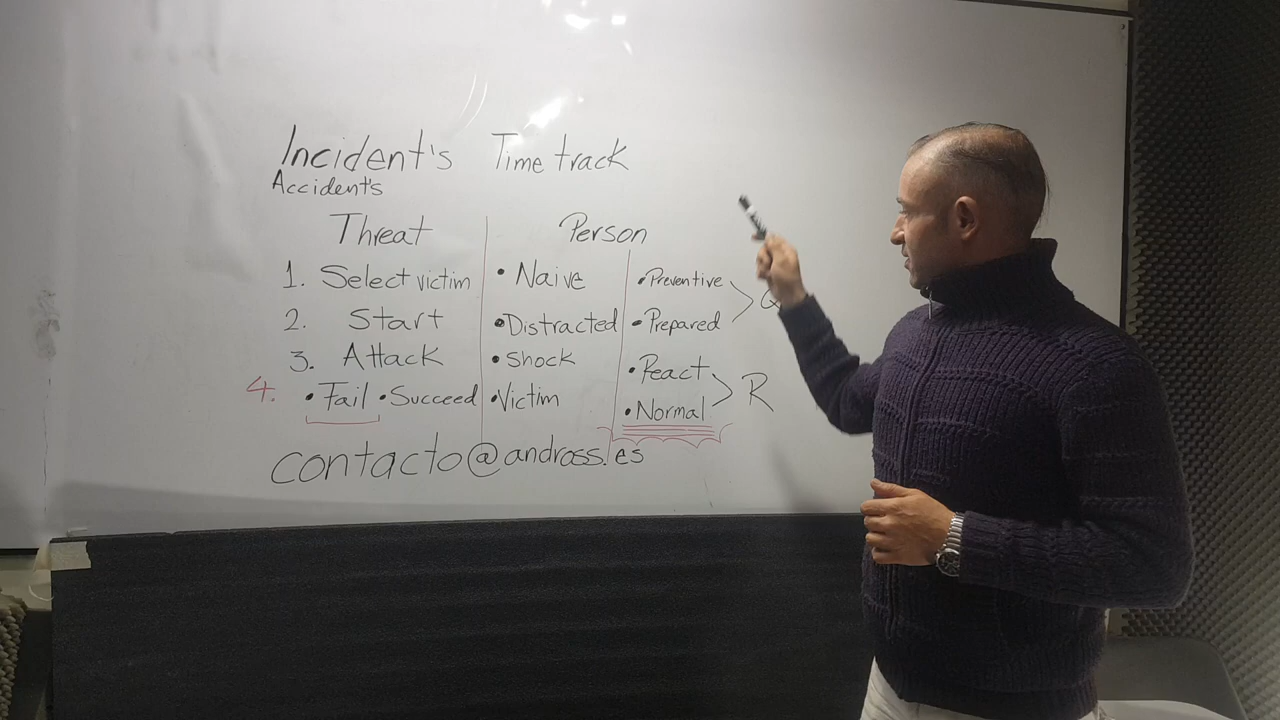 Incident's Time track
Accident's
Threat Person
1. Select victim • Naive • Preventive
2. Start • Distracted • Prepared
3. Attack • Shock • React R
4. • Fail • Succeed • Victim • Normal
contacto@andross.es